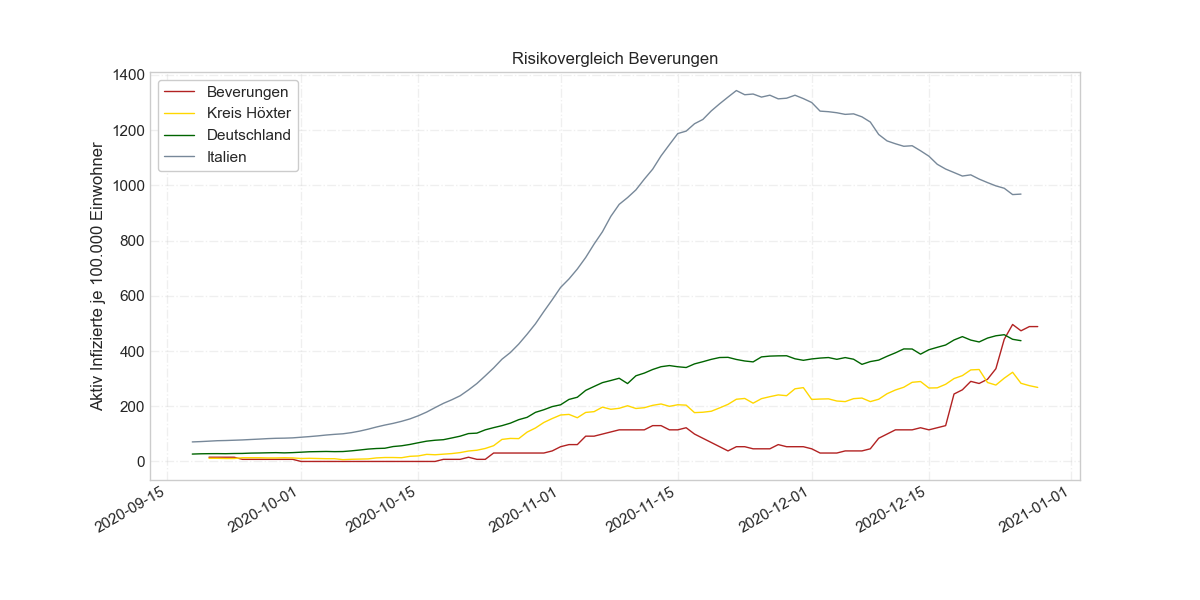 Risikovergleich Beverungen
Aktiv Infizierte je 100.000 Einwohner
1400
1200
1000
800
600
400
200
0
Beverungen
Kreis Höxter
Deutschland
Italien
2020-09-15
2020-10-01
2020-10-15
2020-11-01
2020-11-15
2020-12-01
2020-12-15
2021-01-01